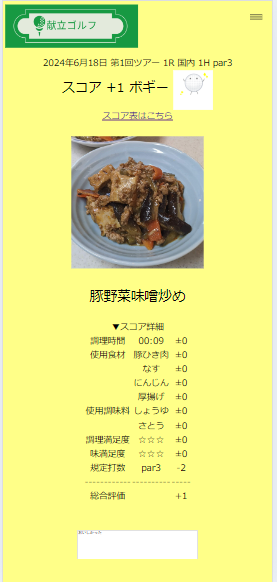 献立ゴルフ
2024年6月18日 第1回ツアー 1R 国内 1H par3
スコア +1 ボギー
スコア表はこちら
豚野菜味噌炒め
▼スコア詳細
調理時間 00:09 ±0
使用食材 豚ひき肉 ±0
なす ±0
にんじん ±0
厚揚げ ±0
使用調味料 しょうゆ ±0
さとう ±0
調理満足度 ☆☆☆ ±0
味満足度 ☆☆☆ ±0
規定打数 par3 -2
------------ ---------- -----
総合評価 +1